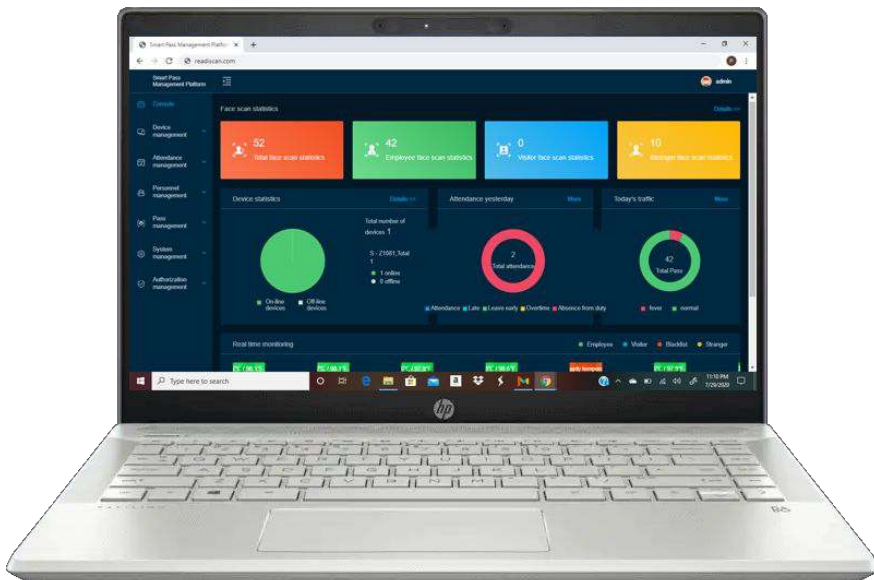 Smart Pass Management Platfo
readiscan.com
Smart Pass
Management Platform
admin
Console
Device
management
Attendance
management
Personnel
management
Pass
management
System
management
Authorization
management
Face scan statistics
Details >>
52
Total face scan statistics
42
Employee face scan statistics
0
Visitor face scan statistics
10
Stranger face scan statistics
Device statistics
Details >>
Total number of
devices 1
S - Z1081,Total
1
1 online
0 offline
On-line
devices
Off-line
devices
Attendance yesterday
More
2
Total attendance
Attendance Late Leave early Overtime Absence from duty
Today's traffic
More
42
Total Pass
fever normal
Real time monitoring
Employee Visitor Blacklist Stranger
Type here to search
11:10 PM
7/29/2020
hp
PAVILION